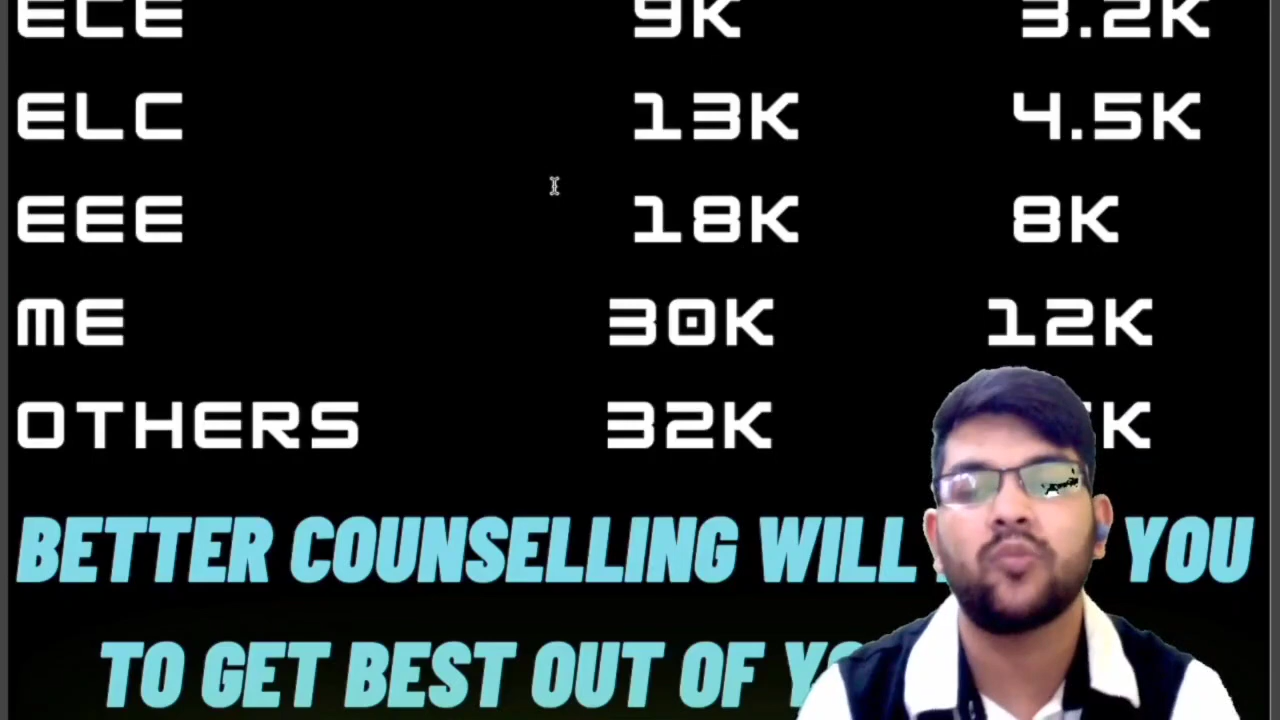 ECE 9K 3.2K
ELC 13K 4.5K
EEE 18K 8K
ME 30K 12K
OTHERS 32K
BETTER COUNSELLING WILL YOU
TO GET BEST OUT OF